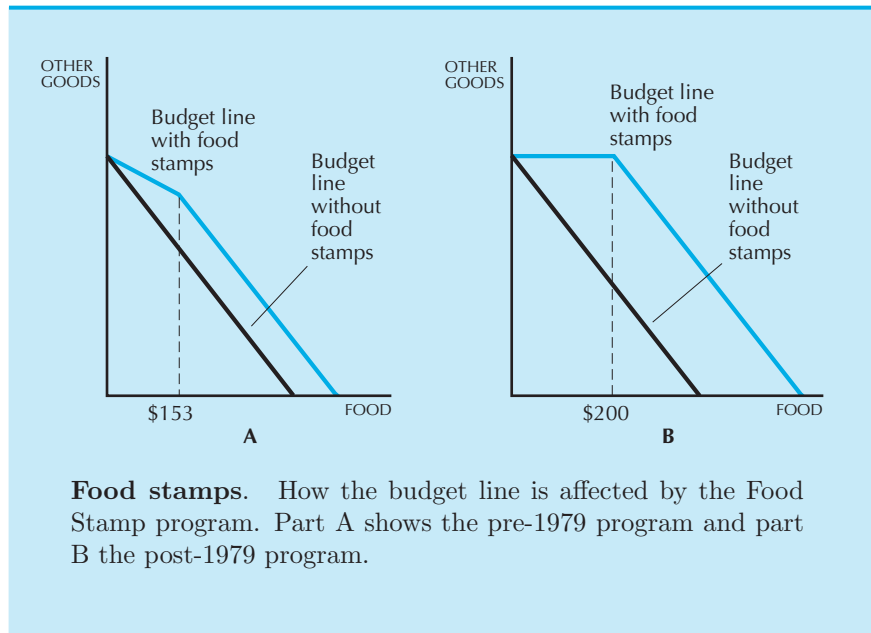 OTHER
GOODS
Budget line
with food
stamps
Budget
line
without
food
stamps
$153
FOOD
A
OTHER
GOODS
Budget line
with food
stamps
Budget
line
without
food
stamps
$200
FOOD
B
Food stamps. How the budget line is affected by the Food
Stamp program. Part A shows the pre-1979 program and part
B the post-1979 program.